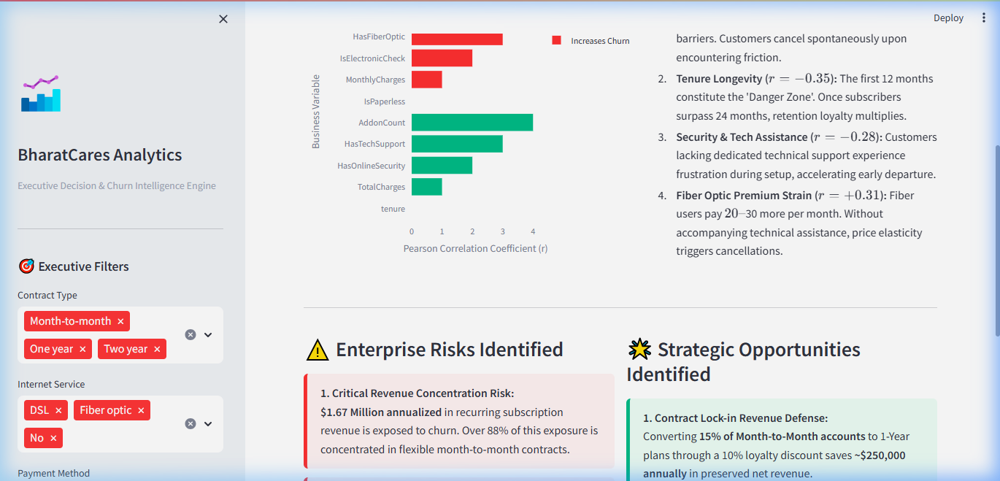 Deploy
BharatCares Analytics
Executive Decision & Churn Intelligence Engine
Executive Filters
Contract Type
Month-to-month ×
One year × Two year ×
Internet Service
DSL × Fiber optic ×
No ×
Payment Method
Business Variable
HasFiberOptic
IsElectronicCheck
MonthlyCharges
IsPaperless
AddonCount
HasTechSupport
HasOnlineSecurity
TotalCharges
tenure
0 1 2 3 4
Pearson Correlation Coefficient (r)
Increases Churn
barriers. Customers cancel spontaneously upon
encountering friction.
2. Tenure Longevity (r = −0.35): The first 12 months
constitute the 'Danger Zone'. Once subscribers
surpass 24 months, retention loyalty multiplies.
3. Security & Tech Assistance (r = −0.28): Customers
lacking dedicated technical support experience
frustration during setup, accelerating early departure.
4. Fiber Optic Premium Strain (r = +0.31): Fiber
users pay 20–30 more per month. Without
accompanying technical assistance, price elasticity
triggers cancellations.
Enterprise Risks Identified
1. Critical Revenue Concentration Risk:
$1.67 Million annualized in recurring subscription
revenue is exposed to churn. Over 88% of this exposure is
concentrated in flexible month-to-month contracts.
Strategic Opportunities
Identified
1. Contract Lock-in Revenue Defense:
Converting 15% of Month-to-Month accounts to 1-Year
plans through a 10% loyalty discount saves ~$250,000
annually in preserved net revenue.